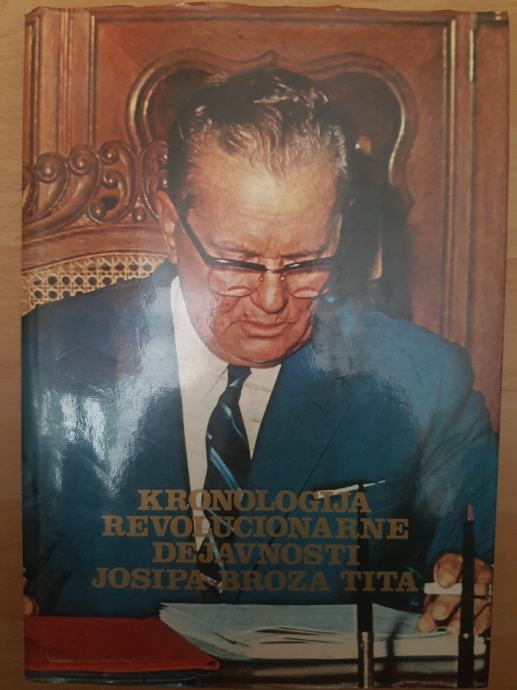 KRONOLOGIJA
REVOLUCIONARNE
DEJAVNOSTI
JOSIPA BROZA TITA